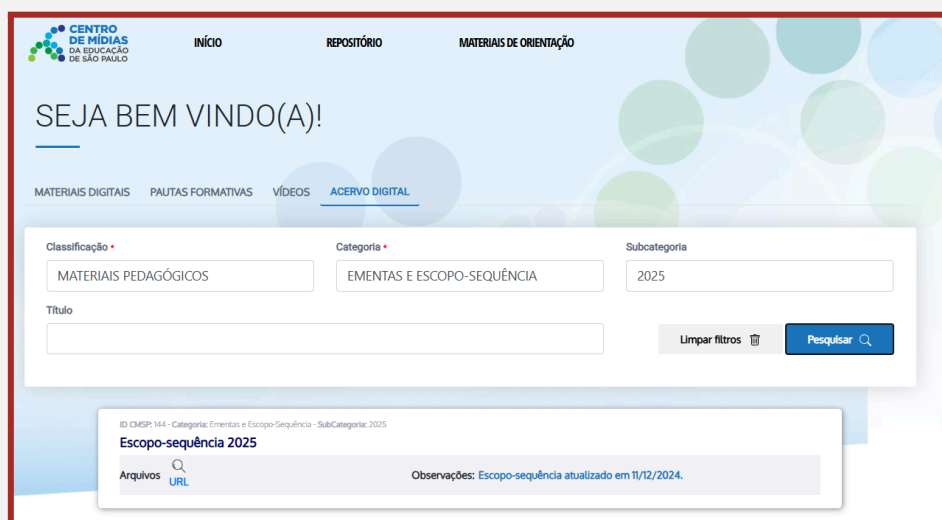 CENTRO
DE MÍDIAS
DA EDUCAÇÃO
DE SÃO PAULO
INÍCIO
REPOSITÓRIO
MATERIAIS DE ORIENTAÇÃO
SEJA BEM VINDO(A)!
MATERIAIS DIGITAIS
PAUTAS FORMATIVAS
VÍDEOS
ACERVO DIGITAL
Classificação •
Categoria •
Subcategoria
MATERIAIS PEDAGÓGICOS
EMENTAS E ESCOPO-SEQUÊNCIA
2025
Título
Limpar filtros
Pesquisar
ID CMSP: 144 - Categoria: Ementas e Escopo-Sequência - SubCategoria: 2025
Escopo-sequência 2025
Arquivos
URL
Observações: Escopo-sequência atualizado em 11/12/2024.